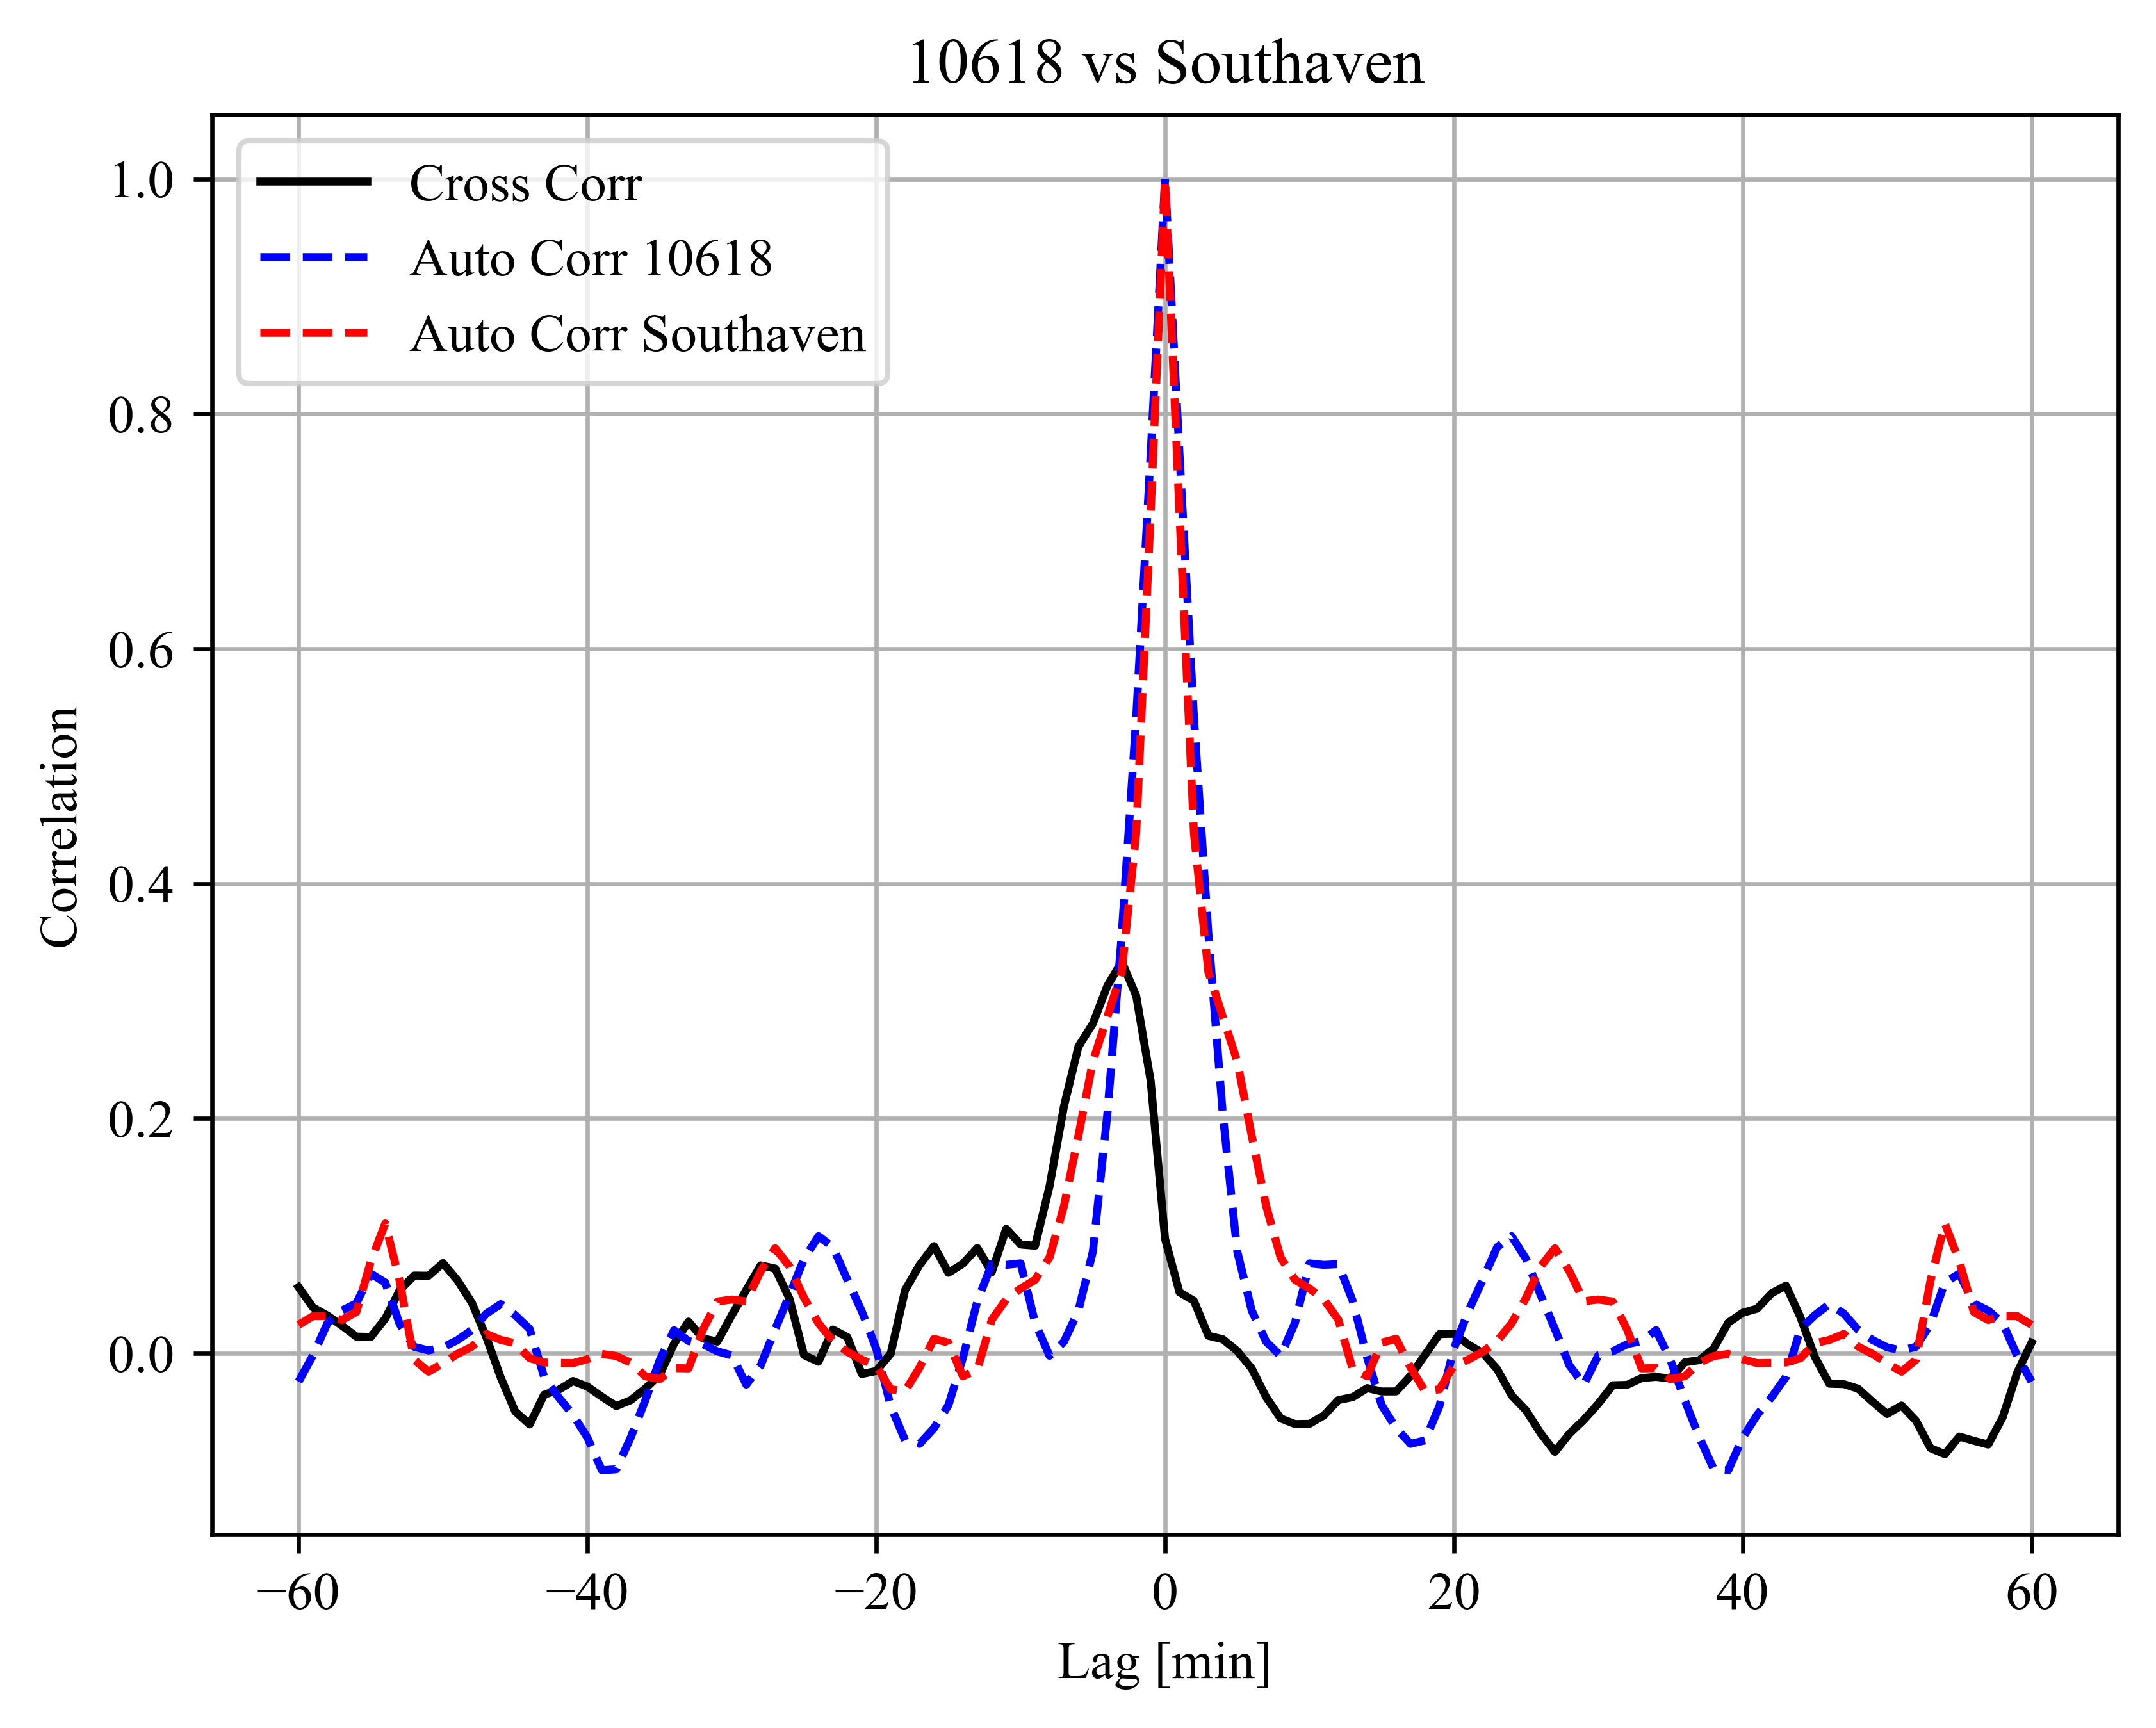 10618 vs Southaven
Cross Corr
Auto Corr 10618
Auto Corr Southaven
1.0
0.8
0.6
0.4
0.2
0.0
Correlation
−60 −40 −20 0 20 40 60
Lag [min]